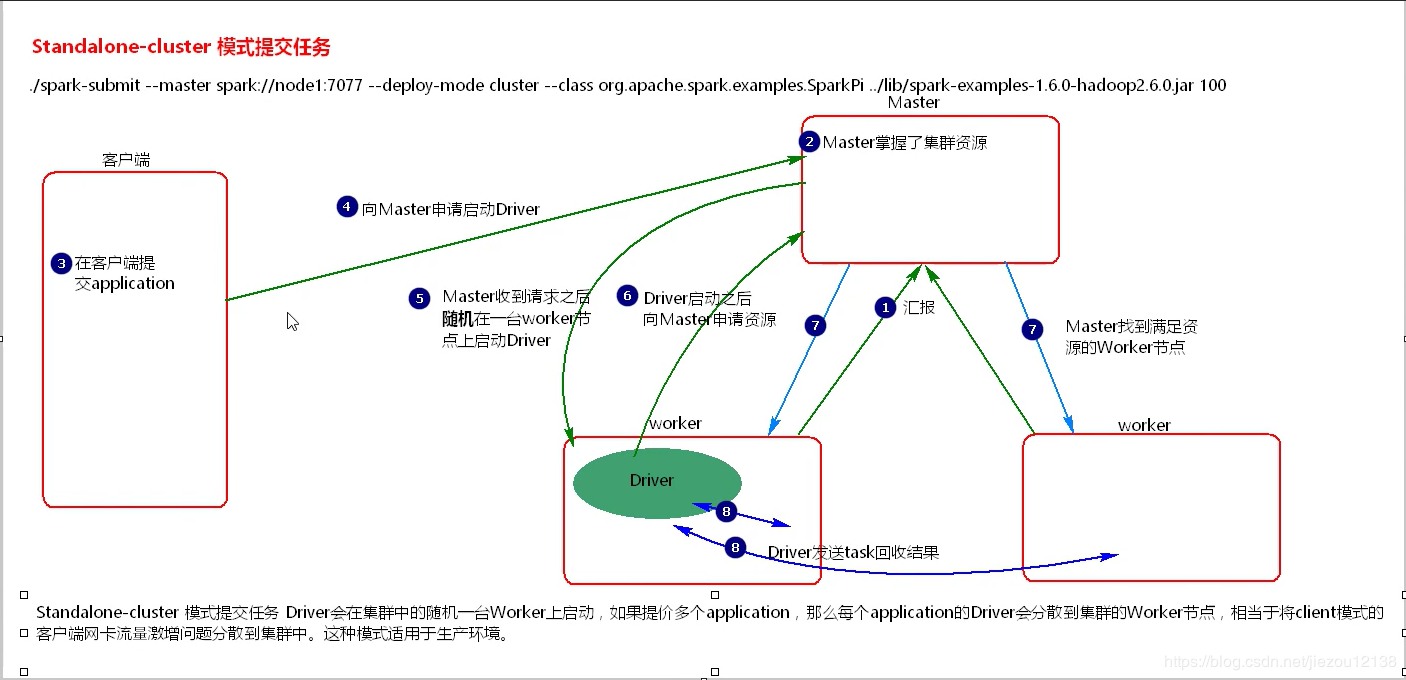 Standalone-cluster 模式提交任务
./spark-submit --master spark://node1:7077 --deploy-mode cluster --class org.apache.spark.examples.SparkPi ../lib/spark-examples-1.6.0-hadoop2.6.0.jar 100
Master
2 Master掌握了集群资源
客户端
4 向Master申请启动Driver
3 在客户端提
交application
5 Master收到请求之后
随机在一台worker节
点上启动Driver
6 Driver启动之后
向Master申请资源
7
1 汇报
7 Master找到满足资
源的Worker节点
worker
worker
Driver
8
8 Driver发送task回收结果
Standalone-cluster 模式提交任务 Driver会在集群中的随机一台Worker上启动，如果提价多个application，那么每个application的Driver会分散到集群的Worker节点，相当于将client模式的
客户端网卡流量激增问题分散到集群中。这种模式适用于生产环境。
https://blog.csdn.net/jiezou12138